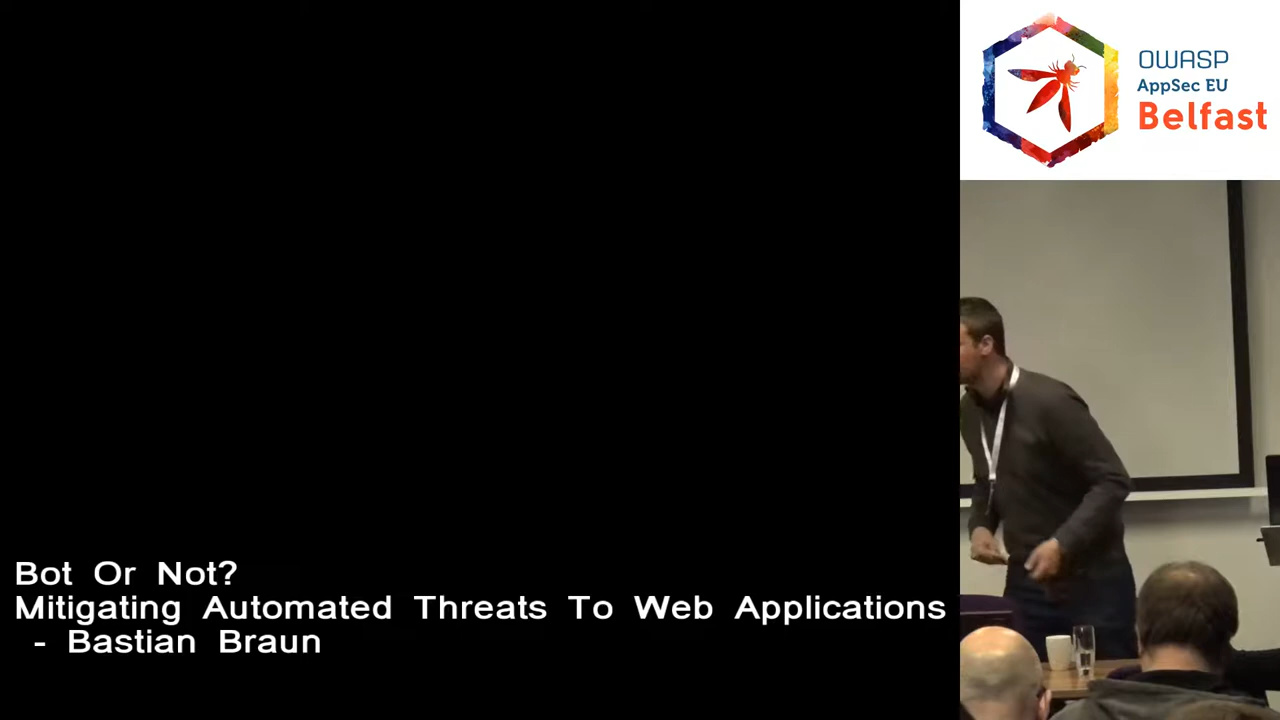 OWASP
AppSec EU
Belfast
Bot Or Not?
Mitigating Automated Threats To Web Applications
- Bastian Braun